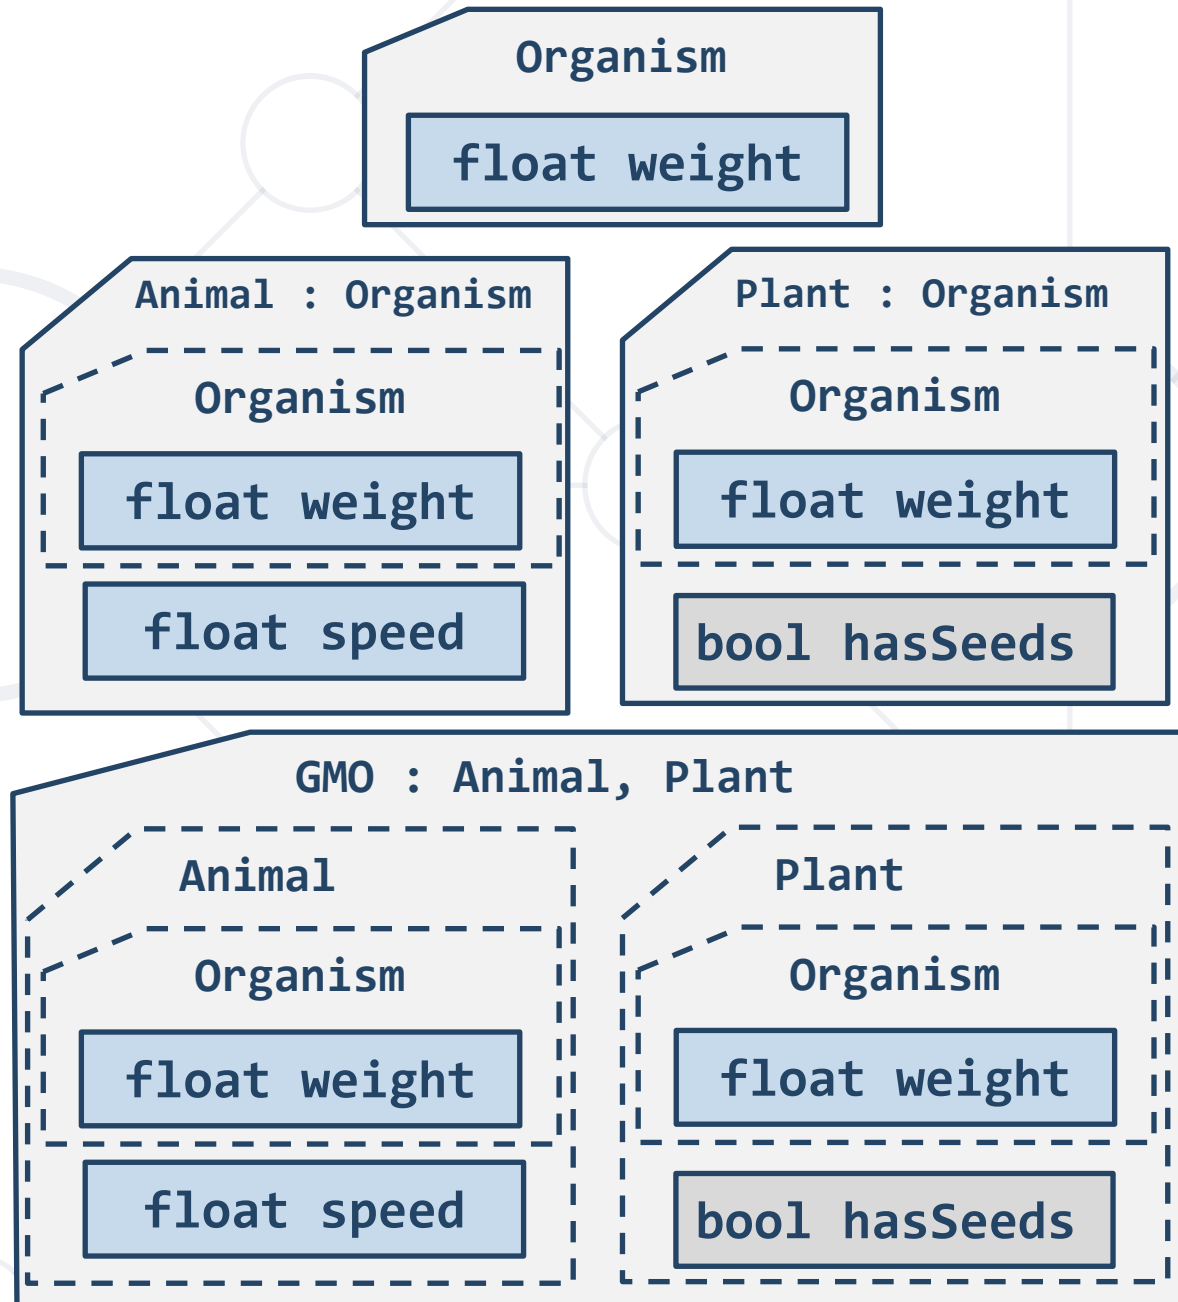 Organism
float weight
Animal : Organism
Organism
float weight
float speed
Plant : Organism
Organism
float weight
bool hasSeeds
GMO : Animal, Plant
Animal
Organism
float weight
float speed
Plant
Organism
float weight
bool hasSeeds